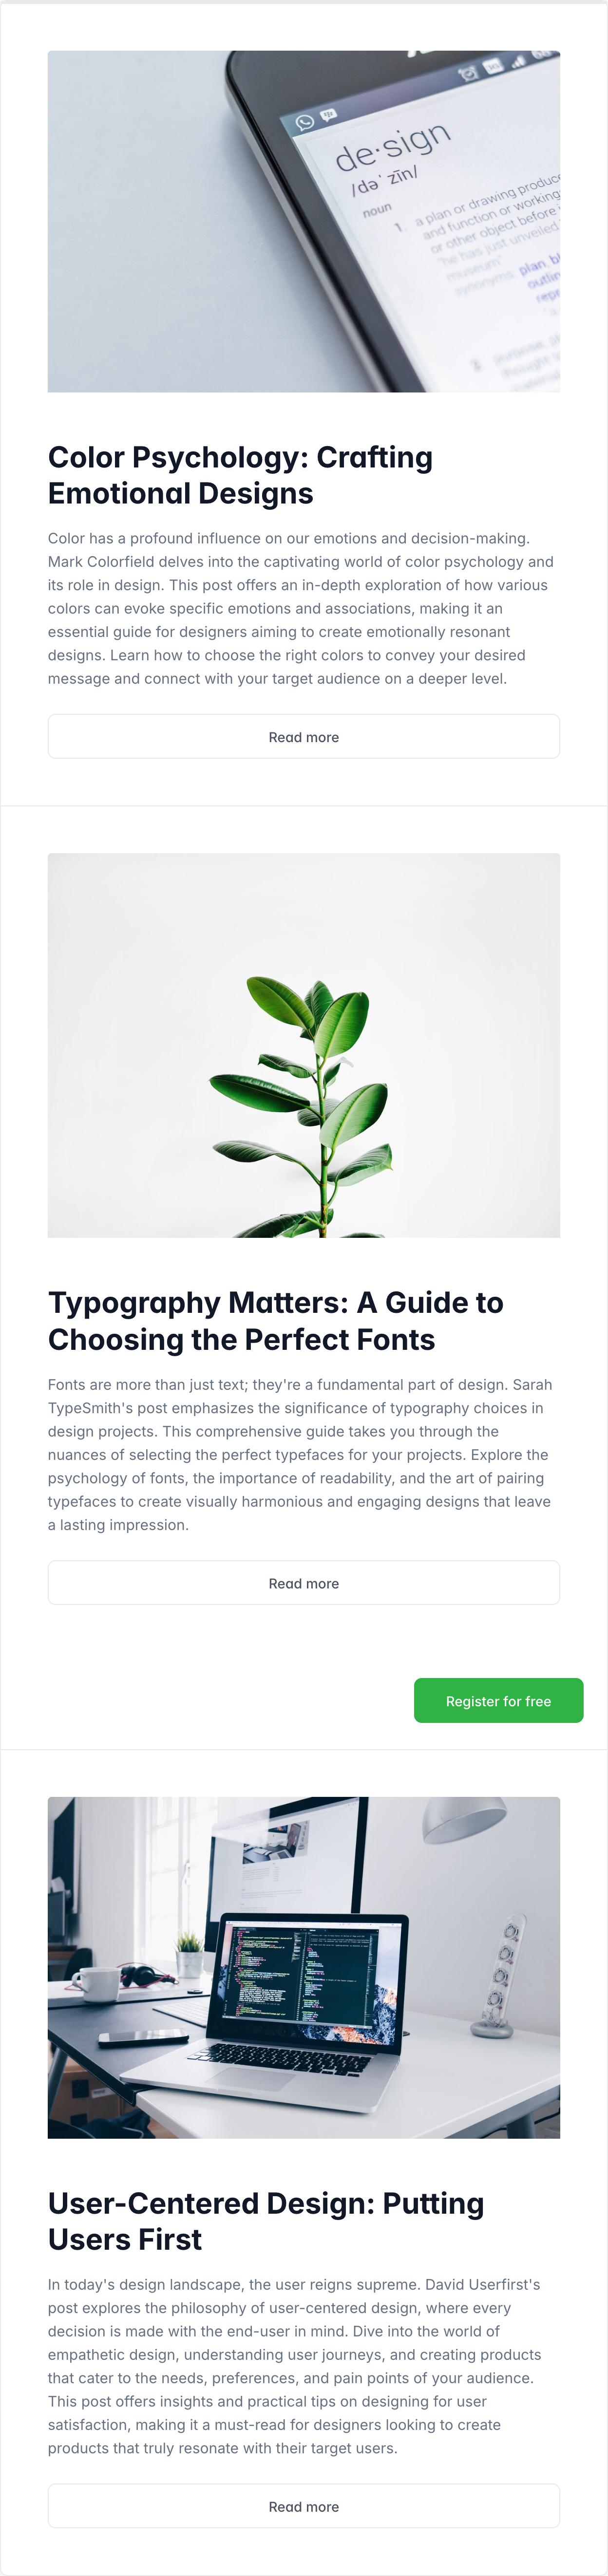 de·sign
/dəˈ zīn/
noun
1
a plan or drawing produce
and function or working
or other object before i
"he has just unveiled
museum"
synonyms plan, bl
outlin
repr
Color Psychology: Crafting
Emotional Designs
Color has a profound influence on our emotions and decision-making.
Mark Colorfield delves into the captivating world of color psychology and
its role in design. This post offers an in-depth exploration of how various
colors can evoke specific emotions and associations, making it an
essential guide for designers aiming to create emotionally resonant
designs. Learn how to choose the right colors to convey your desired
message and connect with your target audience on a deeper level.
Read more
Typography Matters: A Guide to
Choosing the Perfect Fonts
Fonts are more than just text; they're a fundamental part of design. Sarah
TypeSmith's post emphasizes the significance of typography choices in
design projects. This comprehensive guide takes you through the
nuances of selecting the perfect typefaces for your projects. Explore the
psychology of fonts, the importance of readability, and the art of pairing
typefaces to create visually harmonious and engaging designs that leave
a lasting impression.
Read more
Register for free
User-Centered Design: Putting
Users First
In today's design landscape, the user reigns supreme. David Userfirst's
post explores the philosophy of user-centered design, where every
decision is made with the end-user in mind. Dive into the world of
empathetic design, understanding user journeys, and creating products
that cater to the needs, preferences, and pain points of your audience.
This post offers insights and practical tips on designing for user
satisfaction, making it a must-read for designers looking to create
products that truly resonate with their target users.
Read more